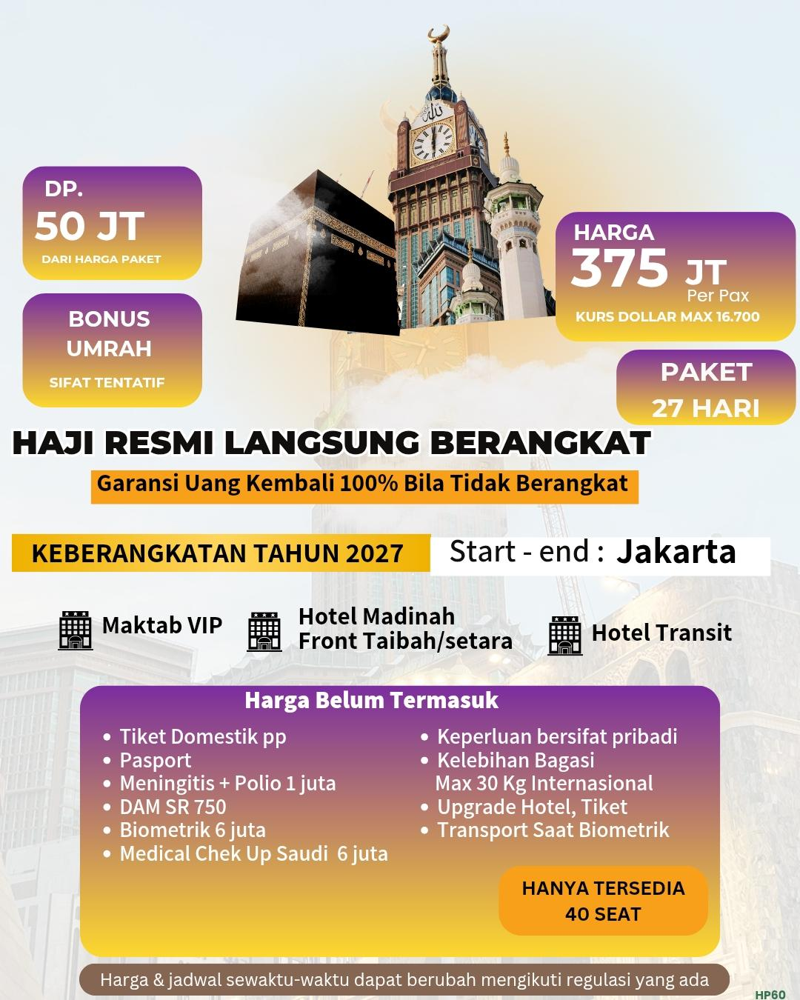 الله
DP.
50 JT
DARI HARGA PAKET
HARGA
375 JT
Per Pax
KURS DOLLAR MAX 16.700
BONUS
UMRAH
SIFAT TENTATIF
PAKET
27 HARI
HAJI RESMI LANGSUNG BERANGKAT
Garansi Uang Kembali 100% Bila Tidak Berangkat
KEBERANGKATAN TAHUN 2027
Start - end : Jakarta
Maktab VIP
Hotel Madinah
Front Taibah/setara
Hotel Transit
Harga Belum Termasuk
• Tiket Domestik pp
• Pasport
• Meningitis + Polio 1 juta
• DAM SR 750
• Biometrik 6 juta
• Medical Chek Up Saudi 6 juta
• Keperluan bersifat pribadi
• Kelebihan Bagasi
Max 30 Kg Internasional
• Upgrade Hotel, Tiket
• Transport Saat Biometrik
HANYA TERSEDIA
40 SEAT
Harga & jadwal sewaktu-waktu dapat berubah mengikuti regulasi yang ada
HP60